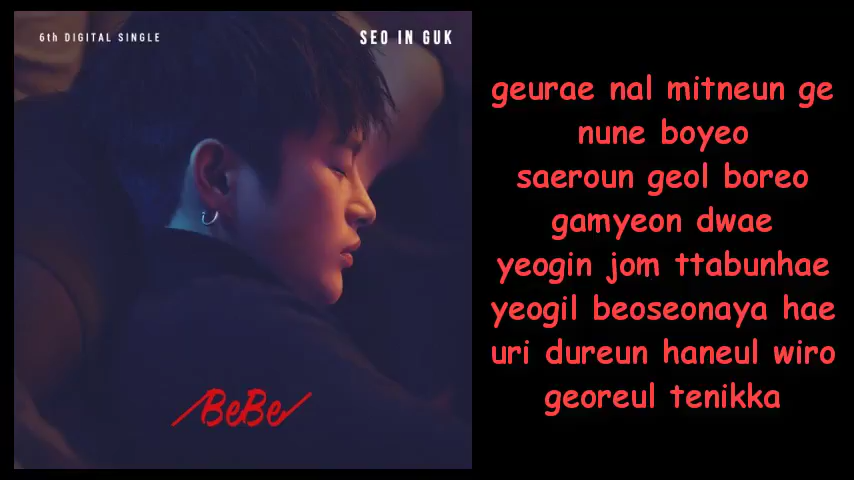 6th DIGITAL SINGLE
SEO IN GUK
BeBe
geurae nal mitneun ge
nune boyeo
saeroun geol boreo
gamyeon dwae
yeogin jom ttabunhae
yeogil beoseonaya hae
uri dureun haneul wiro
georeul tenikka